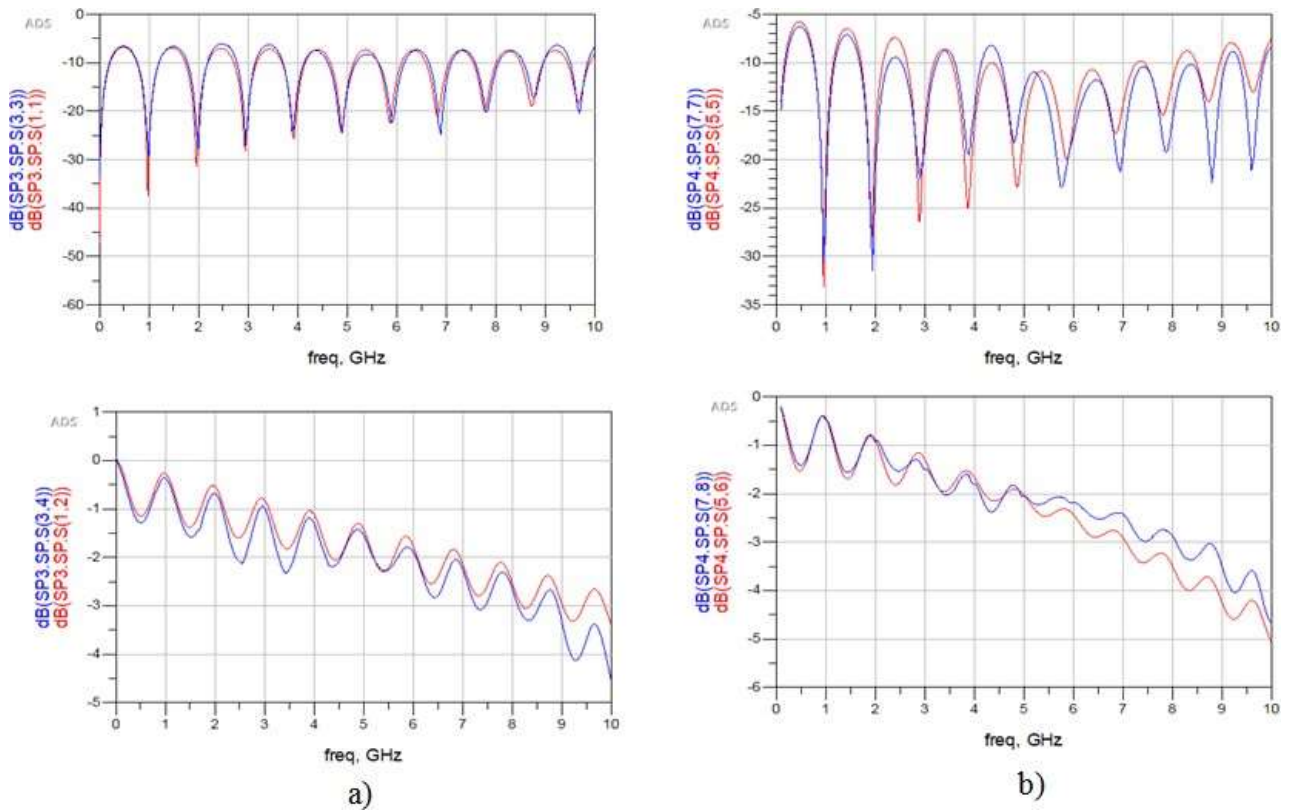 ADS
dB(SP3.SP.S(3,3))
dB(SP3.SP.S(1,1))
0
-10
-20
-30
-40
-50
-60
0 1 2 3 4 5 6 7 8 9 10
freq, GHz
ADS
dB(SP4.SP.S(7,7))
dB(SP4.SP.S(5,5))
-5
-10
-15
-20
-25
-30
-35
0 1 2 3 4 5 6 7 8 9 10
freq, GHz
ADS
dB(SP3.SP.S(3,4))
dB(SP3.SP.S(1,2))
1
0
-1
-2
-3
-4
-5
0 1 2 3 4 5 6 7 8 9 10
freq, GHz
a)
ADS
dB(SP4.SP.S(7,8))
dB(SP4.SP.S(5,6))
0
-1
-2
-3
-4
-5
-6
0 1 2 3 4 5 6 7 8 9 10
freq, GHz
b)